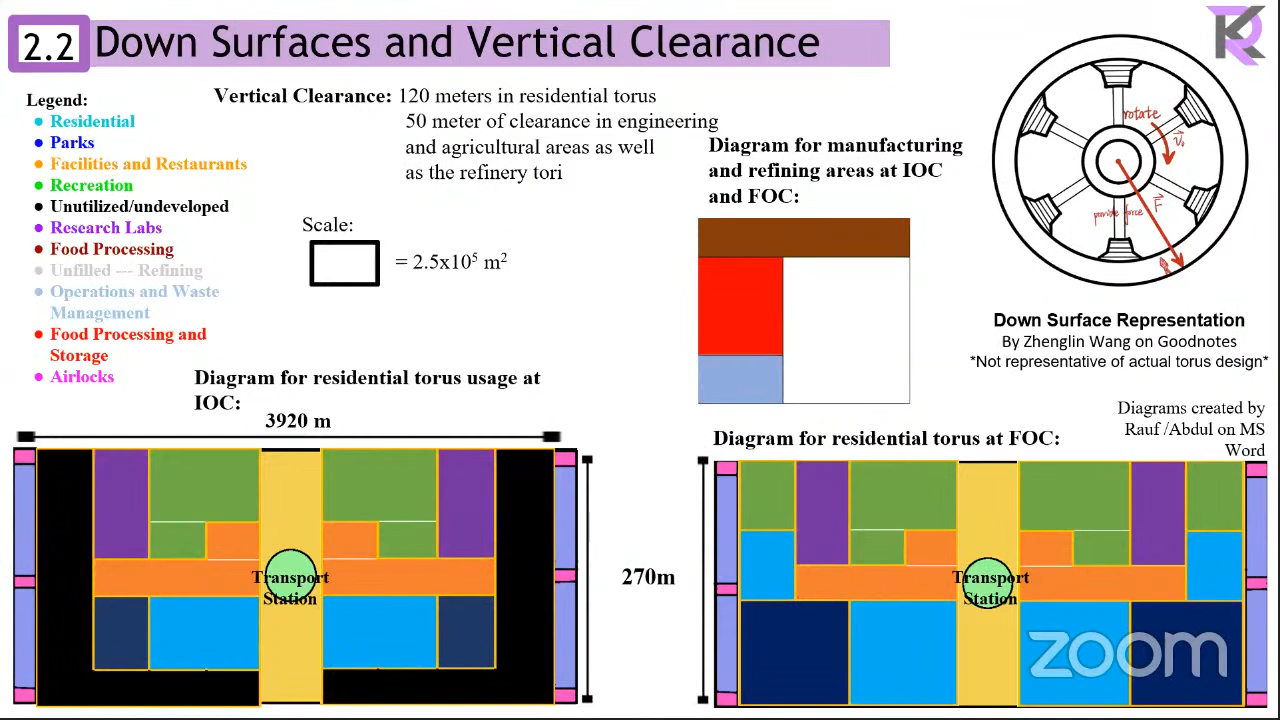 2.2 Down Surfaces and Vertical Clearance
KR
Legend:
Residential
Parks
Facilities and Restaurants
Recreation
Unutilized/undeveloped
Research Labs
Food Processing
Unfilled --- Refining
Operations and Waste
Management
Food Processing and
Storage
Airlocks
Vertical Clearance: 120 meters in residential torus
50 meter of clearance in engineering
and agricultural areas as well
as the refinery tori
Scale:
= 2.5x10⁵ m²
Diagram for manufacturing
and refining areas at IOC
and FOC:
rotate
force
Down Surface Representation
By Zhenglin Wang on Goodnotes
*Not representative of actual torus design*
Diagrams created by
Rauf /Abdul on MS
Word
Diagram for residential torus usage at
IOC:
3920 m
Transport
Station
270m
Diagram for residential torus at FOC:
Transport
Station
zoom